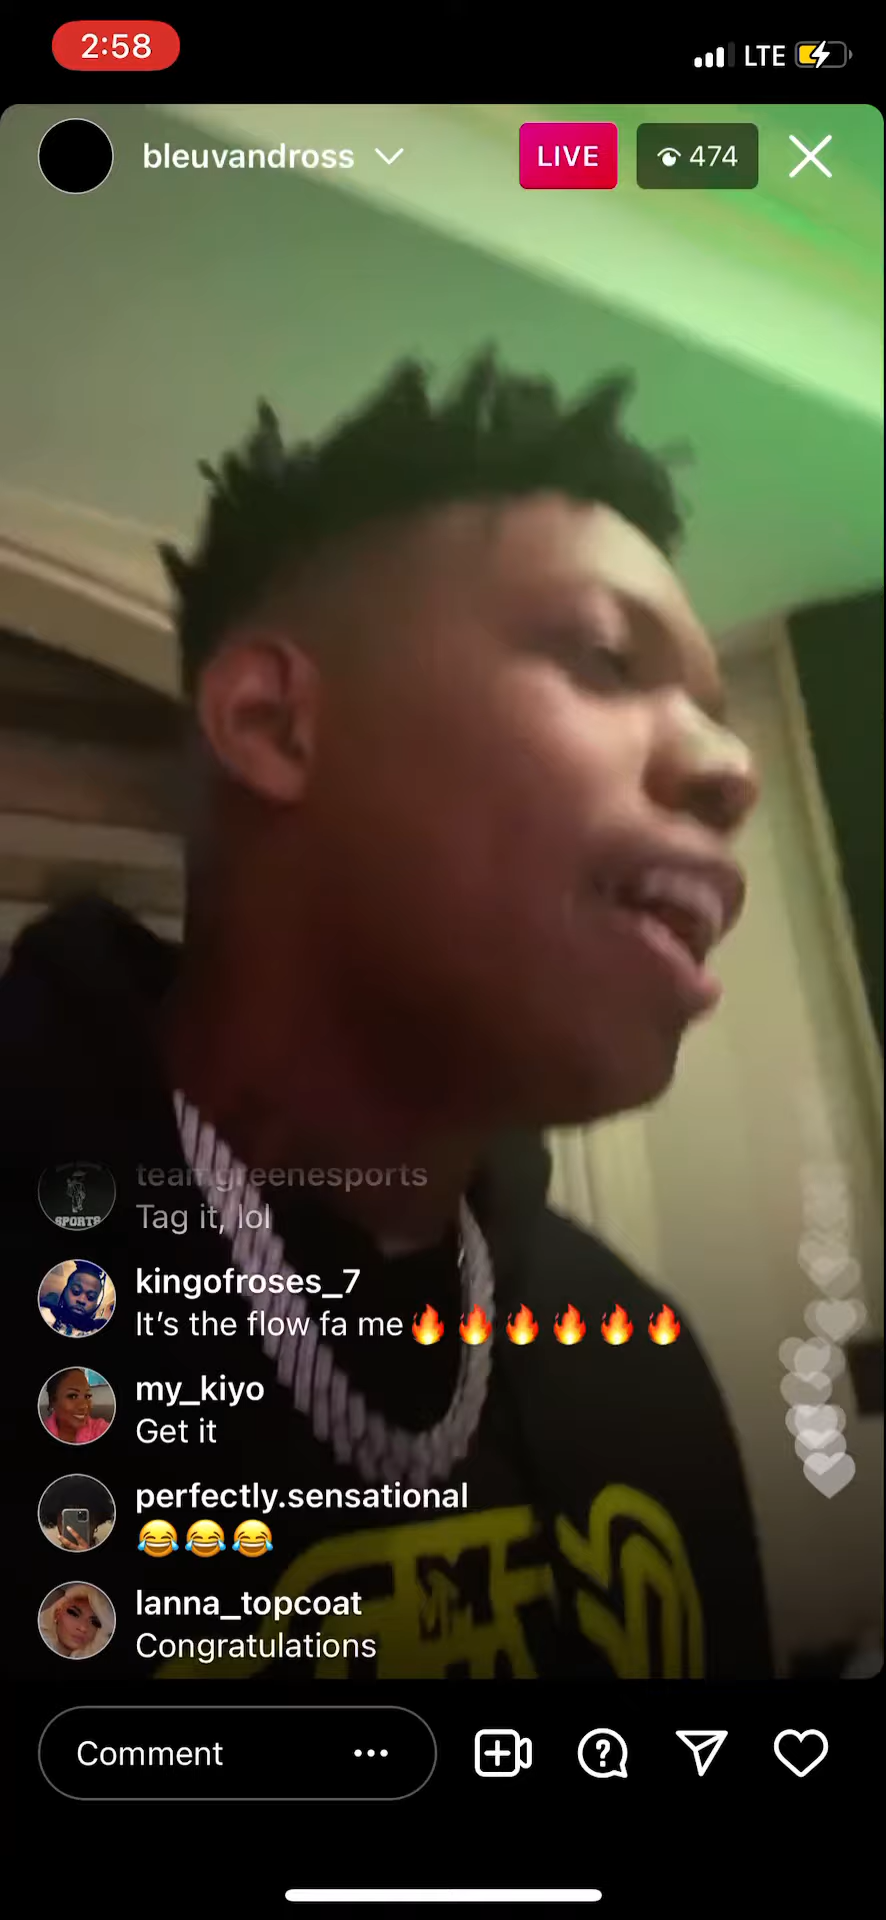 2:58
LTE
bleuvandross
LIVE
474
teamgreenesports
Tag it, lol
SPORTS
kingofroses_7
It’s the flow fa me🔥🔥🔥🔥🔥🔥
my_kiyo
Get it
perfectly.sensational
😂😂😂
lanna_topcoat
Congratulations
Comment